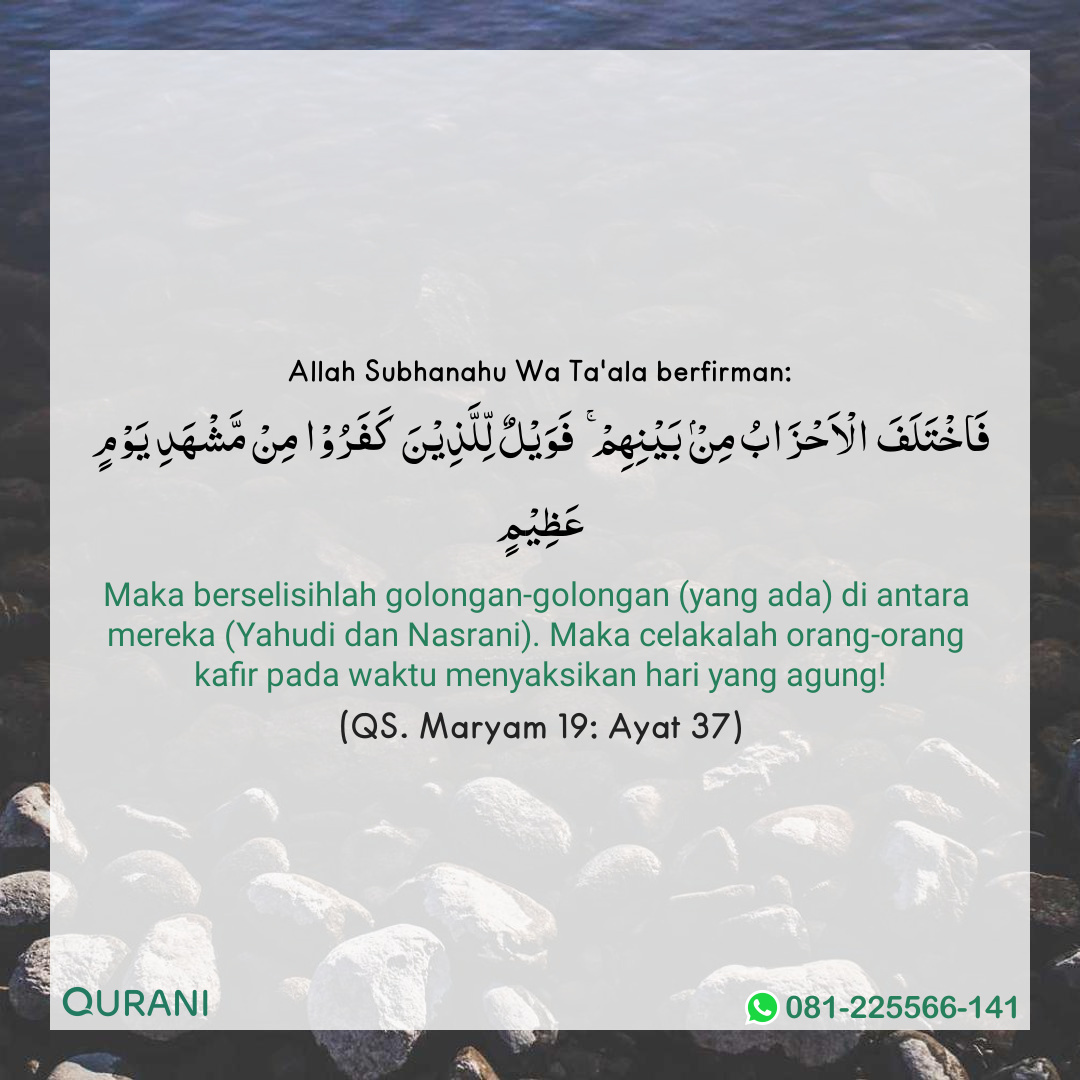 Allah Subhanahu Wa Ta'ala berfirman:
فَاخْتَلَفَ الْاَحْزَابُ مِنْۢ بَيْنِهِمْ ۚ فَوَيْلٌ لِّلَّذِيْنَ كَفَرُوْا مِنْ مَّشْهَدِ يَوْمٍ
عَظِيْمٍ
Maka berselisihlah golongan-golongan (yang ada) di antara
mereka (Yahudi dan Nasrani). Maka celakalah orang-orang
kafir pada waktu menyaksikan hari yang agung!
(QS. Maryam 19: Ayat 37)
QURANI
081-225566-141